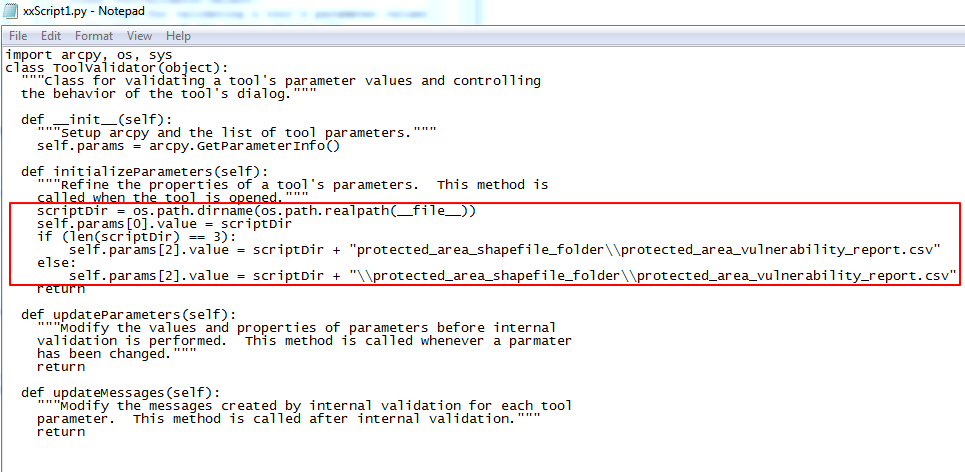 xxScript1.py - Notepad
File Edit Format View Help
import arcpy, os, sys
class ToolValidator(object):
  """Class for validating a tool's parameter values and controlling
  the behavior of the tool's dialog."""

  def __init__(self):
    """Setup arcpy and the list of tool parameters."""
    self.params = arcpy.GetParameterInfo()

  def initializeParameters(self):
    """Refine the properties of a tool's parameters.  This method is
    called when the tool is opened."""
    scriptDir = os.path.dirname(os.path.realpath(__file__))
    self.params[0].value = scriptDir
    if (len(scriptDir) == 3):
        self.params[2].value = scriptDir + "protected_area_shapefile_folder\\protected_area_vulnerability_report.csv"
    else:
        self.params[2].value = scriptDir + "\\protected_area_shapefile_folder\\protected_area_vulnerability_report.csv"
    return

  def updateParameters(self):
    """Modify the values and properties of parameters before internal
    validation is performed.  This method is called whenever a parmater
    has been changed."""
    return

  def updateMessages(self):
    """Modify the messages created by internal validation for each tool
    parameter.  This method is called after internal validation."""
    return